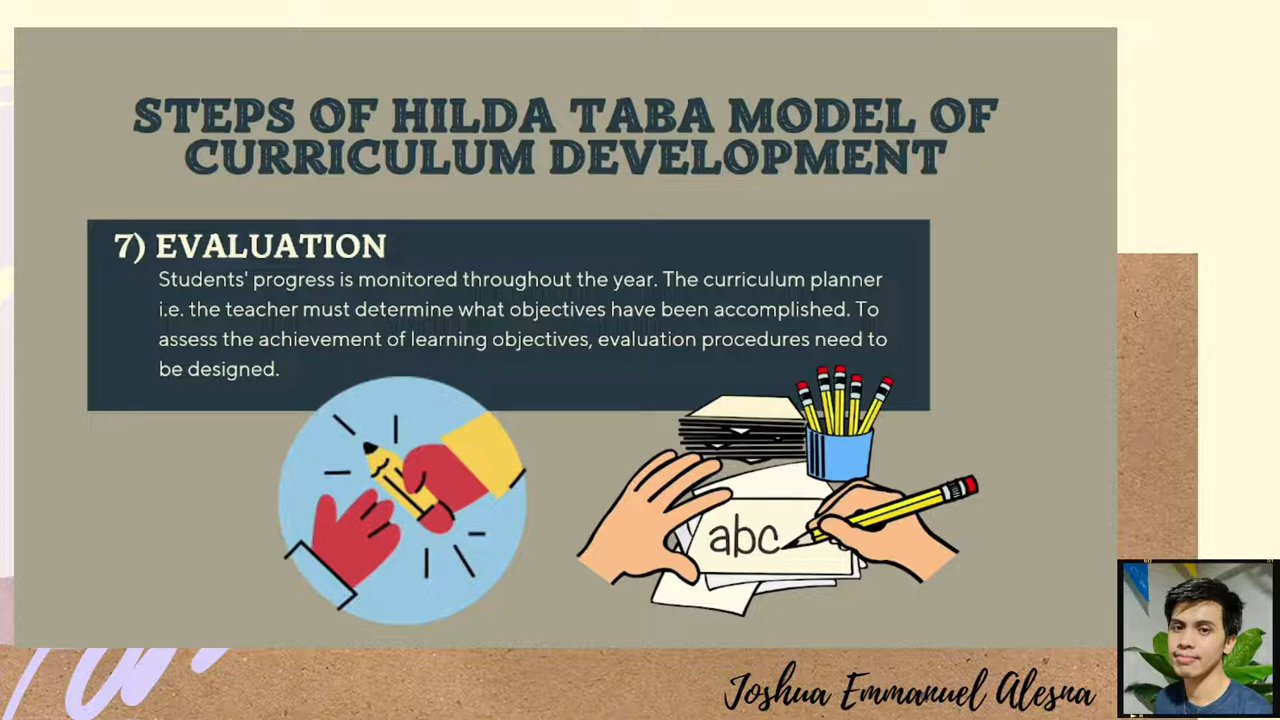 STEPS OF HILDA TABA MODEL OF
CURRICULUM DEVELOPMENT
7) EVALUATION
Students' progress is monitored throughout the year. The curriculum planner
i.e. the teacher must determine what objectives have been accomplished. To
assess the achievement of learning objectives, evaluation procedures need to
be designed.
abc
Joshua Emmanuel Alesna